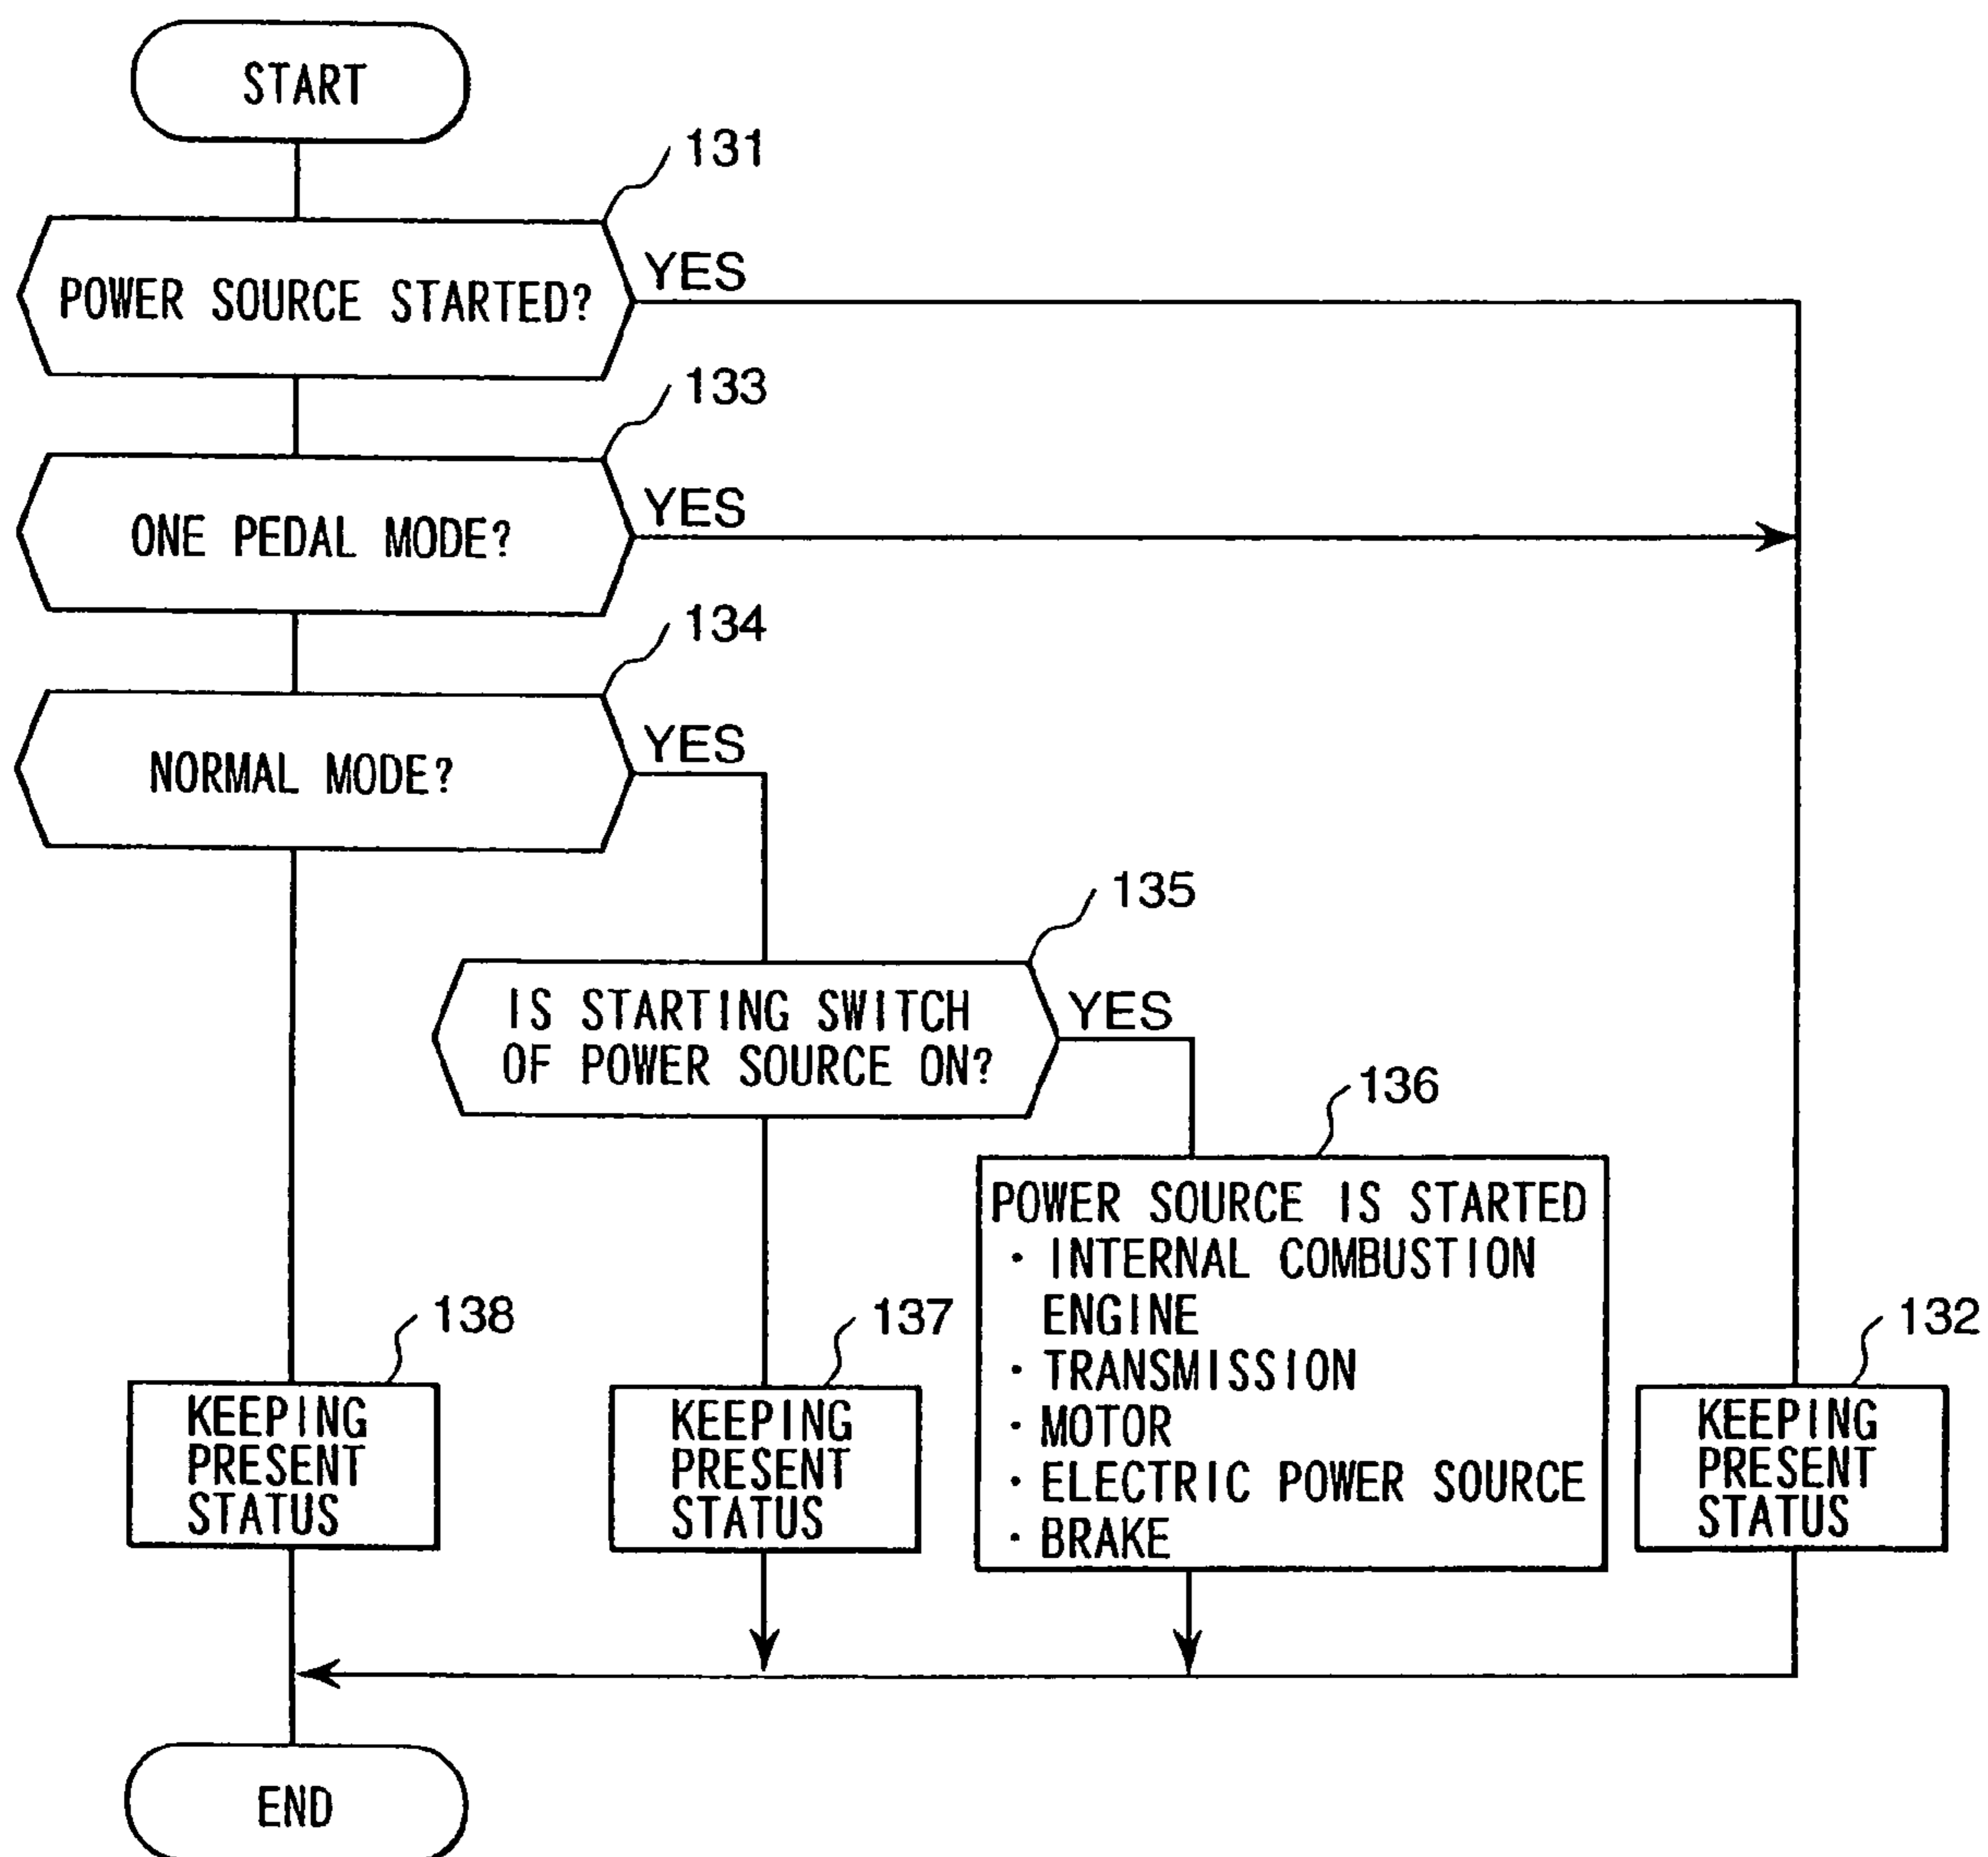 START
131
POWER SOURCE STARTED?
YES
133
ONE PEDAL MODE?
YES
134
NORMAL MODE?
YES
135
IS STARTING SWITCH
OF POWER SOURCE ON?
YES
136
POWER SOURCE IS STARTED
・INTERNAL COMBUSTION
ENGINE
・TRANSMISSION
・MOTOR
・ELECTRIC POWER SOURCE
・BRAKE
138
KEEPING
PRESENT
STATUS
137
KEEPING
PRESENT
STATUS
132
KEEPING
PRESENT
STATUS
END